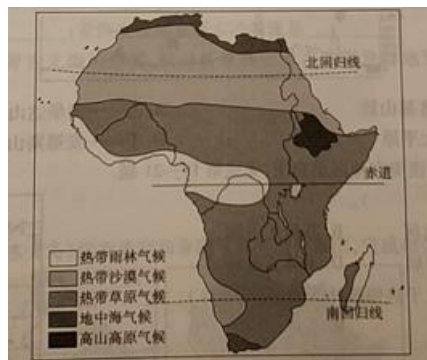 北回归线
赤道
南回归线
热带雨林气候
热带沙漠气候
热带草原气候
地中海气候
高山高原气候